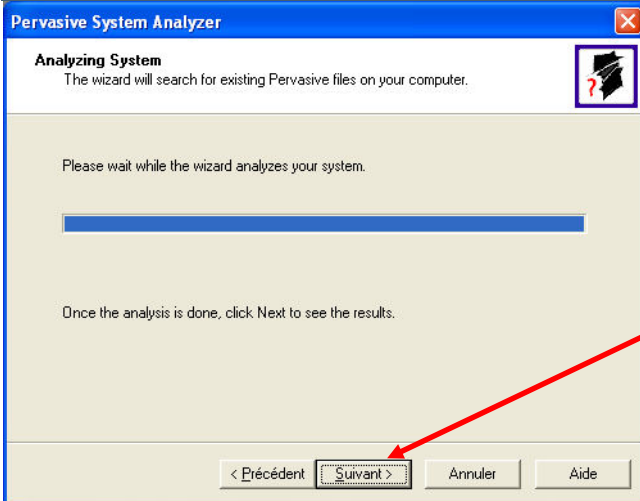 Pervasive System Analyzer
Analyzing System
The wizard will search for existing Pervasive files on your computer.
?
Please wait while the wizard analyzes your system.
Once the analysis is done, click Next to see the results.
< Précédent Suivant > Annuler Aide